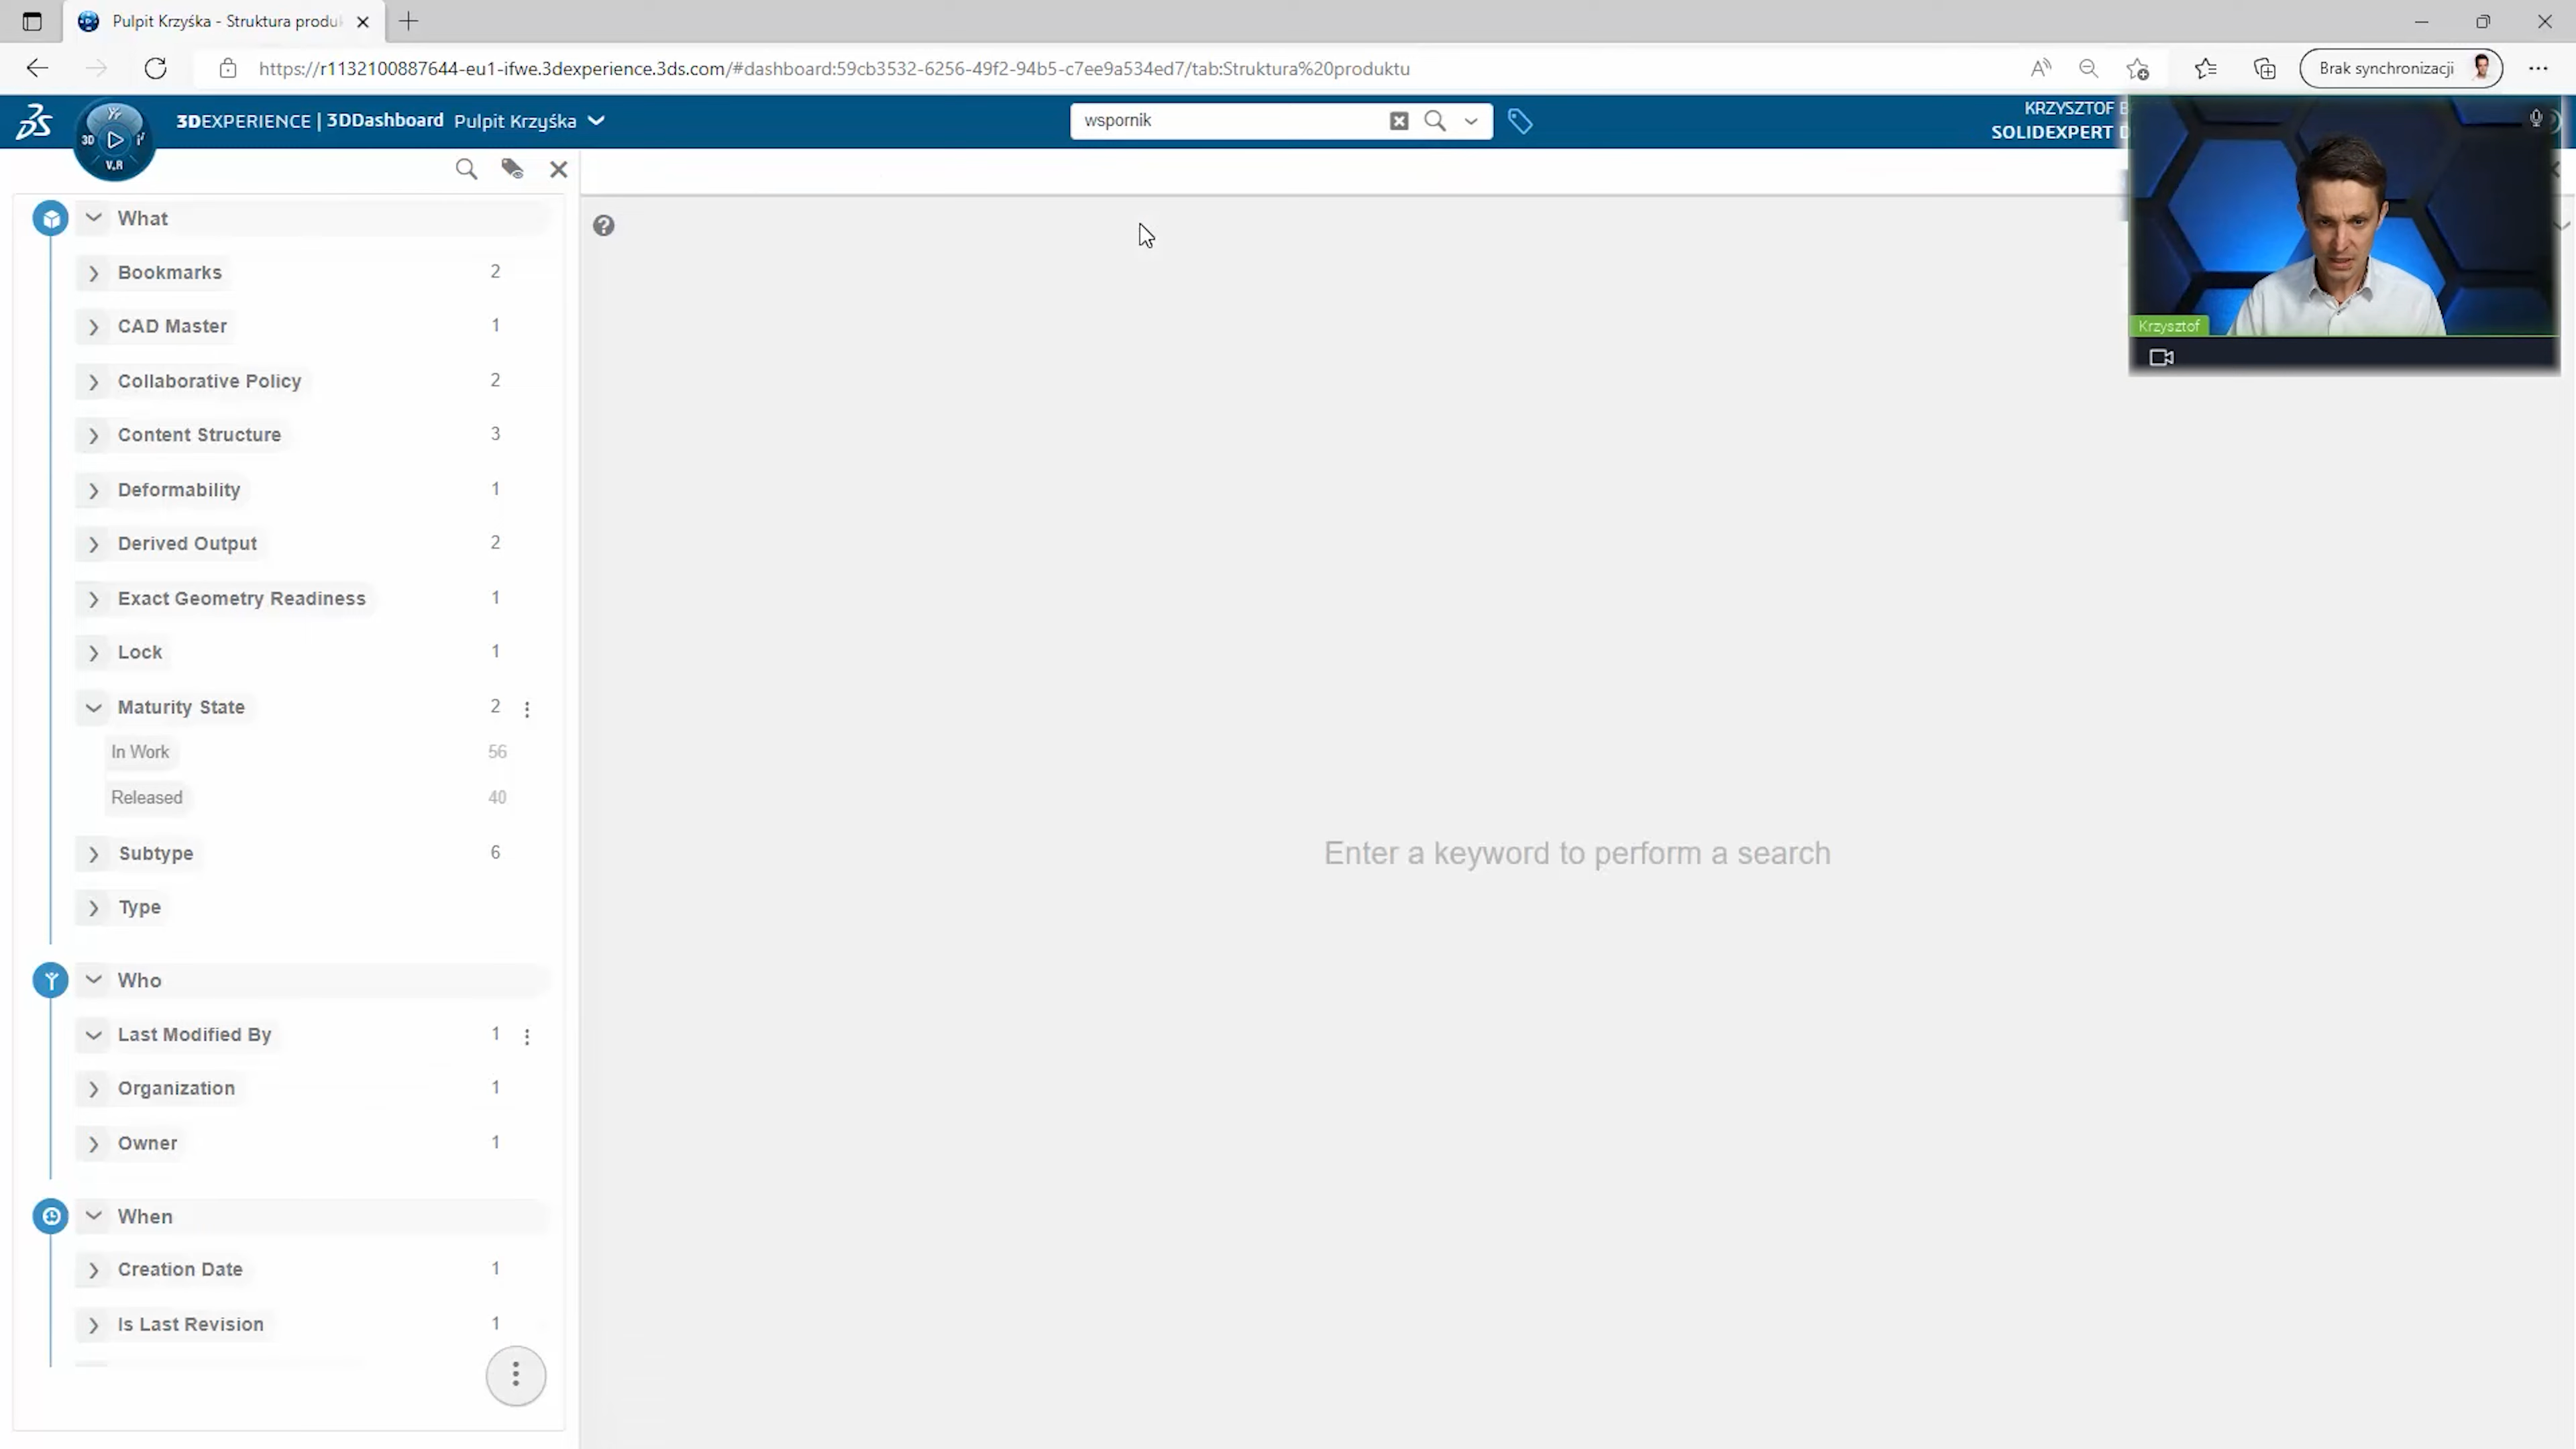 Pulpit Krzyśka - Struktura produk
https://r1132100887644-eu1-ifwe.3dexperience.3ds.com/#dashboard:59cb3532-6256-49f2-94b5-c7ee9a534ed7/tab:Struktura%20produktu
Brak synchronizacji
3DEXPERIENCE | 3DDashboard Pulpit Krzyśka
wspornik
KRZYSZTOF B
SOLIDEXPERT D
3D
V.R
What
Bookmarks 2
CAD Master 1
Collaborative Policy 2
Content Structure 3
Deformability 1
Derived Output 2
Exact Geometry Readiness 1
Lock 1
Maturity State 2
In Work 56
Released 40
Subtype 6
Type
Who
Last Modified By 1
Organization 1
Owner 1
When
Creation Date 1
Is Last Revision 1
Enter a keyword to perform a search
Krzysztof